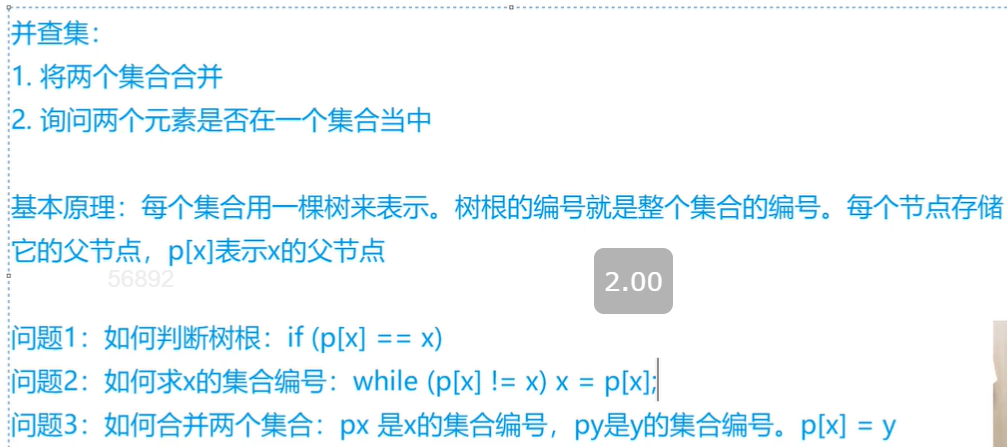 并查集：
1. 将两个集合合并
2. 询问两个元素是否在一个集合当中
基本原理：每个集合用一棵树来表示。树根的编号就是整个集合的编号。每个节点存储
它的父节点，p[x]表示x的父节点
56892
2.00
问题1：如何判断树根：if (p[x] == x)
问题2：如何求x的集合编号：while (p[x] != x) x = p[x];
问题3：如何合并两个集合：px 是x的集合编号，py是y的集合编号。p[x] = y